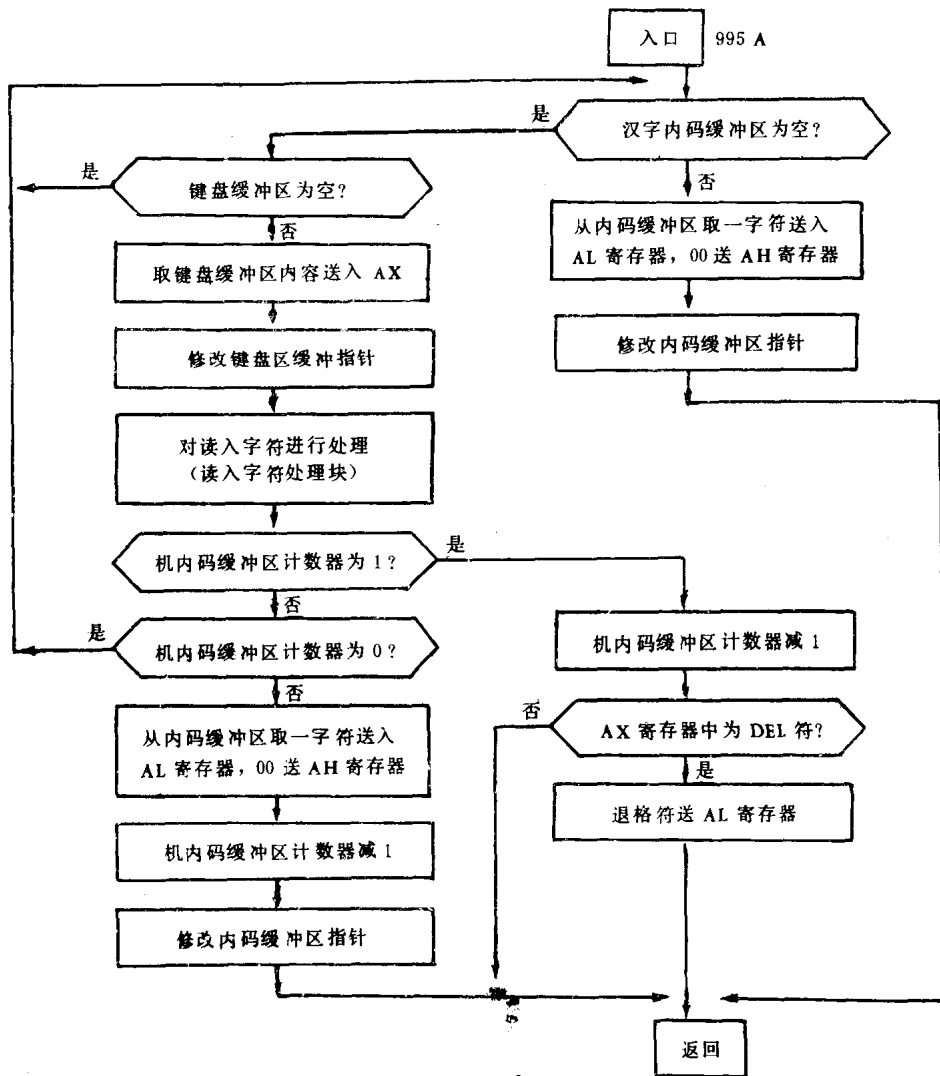 入口
995 A
是
汉字内码缓冲区为空?
是
键盘缓冲区为空?
否
否
从内码缓冲区取一字符送入
AL 寄存器，00 送 AH 寄存器
取键盘缓冲区内容送入 AX
修改内码缓冲区指针
修改键盘区缓冲指针
对读入字符进行处理
（读入字符处理块）
机内码缓冲区计数器为 1?
是
否
是
机内码缓冲区计数器为 0?
机内码缓冲区计数器减 1
否
否
AX 寄存器中为 DEL 符?
从内码缓冲区取一字符送入
AL 寄存器，00 送 AH 寄存器
是
退格符送 AL 寄存器
机内码缓冲区计数器减 1
修改内码缓冲区指针
返回